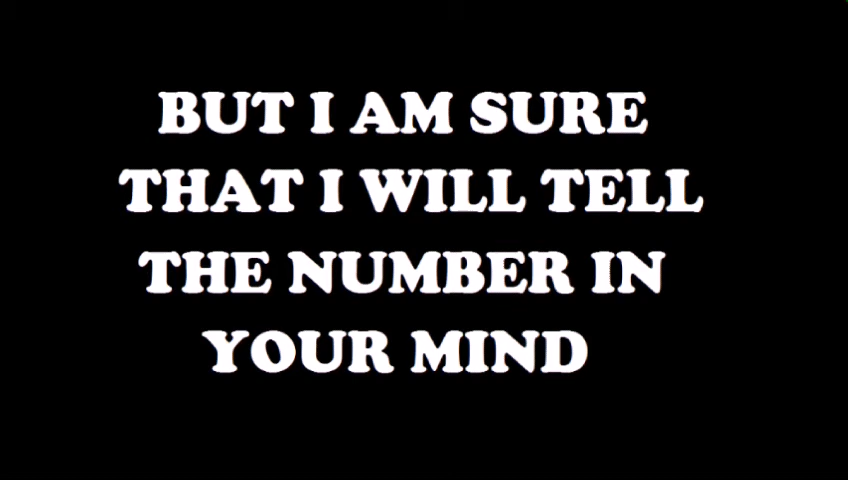 BUT I AM SURE
THAT I WILL TELL
THE NUMBER IN
YOUR MIND